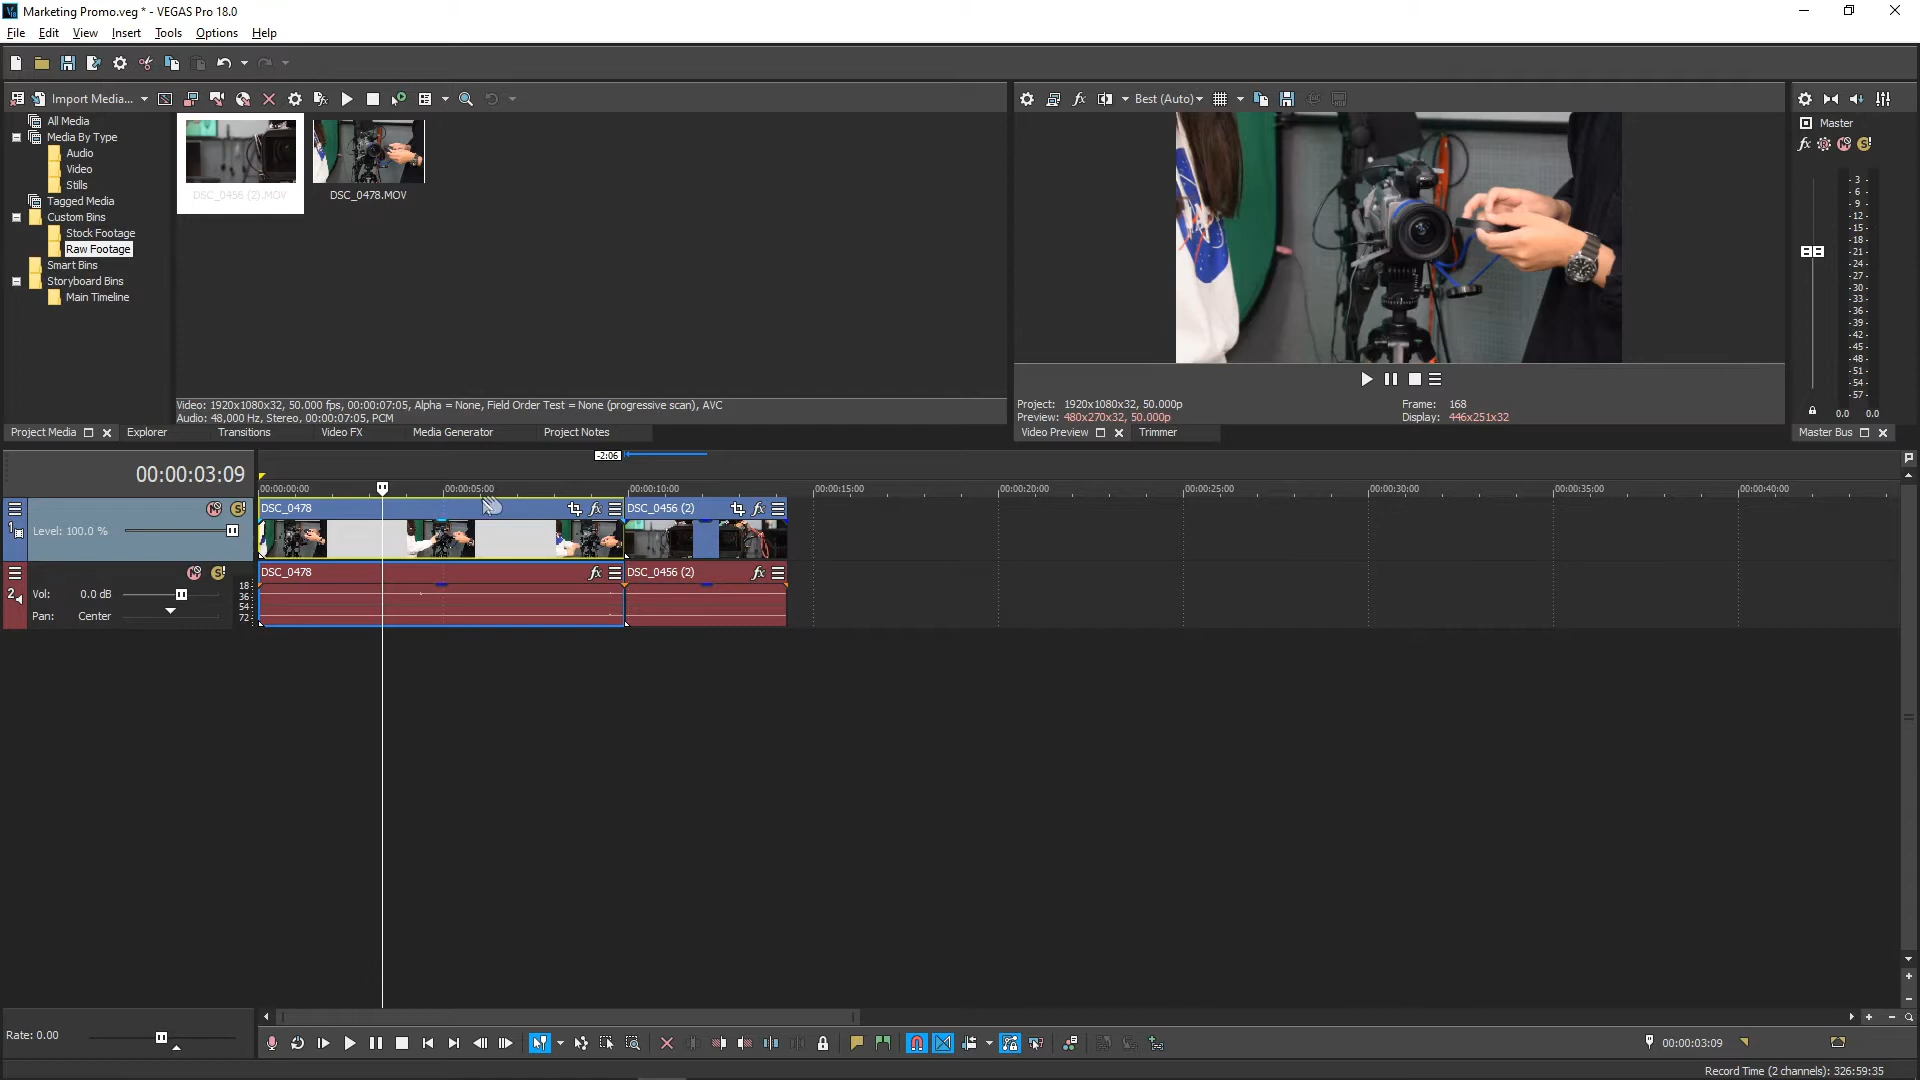 Marketing Promo.veg * - VEGAS Pro 18.0
File Edit View Insert Tools Options Help
Import Media... Best (Auto)
All Media
Media By Type
Audio
Video
Stills
Tagged Media
Custom Bins
Stock Footage
Raw Footage
Smart Bins
Storyboard Bins
Main Timeline
DSC_0456 (2).MOV DSC_0478.MOV
Master
-3-
-6-
-9-
-12-
-15-
-18-
-21-
-24-
-27-
-30-
-33-
-36-
-39-
-42-
-45-
-48-
-51-
-54-
-57-
0.0 0.0
Video: 1920x1080x32, 50.000 fps, 00:00:07:05, Alpha = None, Field Order Test = None (progressive scan), AVC
Audio: 48,000 Hz, Stereo, 00:00:07:05, PCM
Project: 1920x1080x32, 50.000p Frame: 168
Preview: 480x270x32, 50.000p Display: 446x251x32
Project Media Explorer Transitions Video FX Media Generator Project Notes
Video Preview Trimmer
Master Bus
-2:06
00:00:03:09
00:00:00:00 00:00:05:00 00:00:10:00 00:00:15:00 00:00:20:00 00:00:25:00 00:00:30:00 00:00:35:00 00:00:40:00
1 Level: 100.0 %
DSC_0478 fx DSC_0456 (2) fx
DSC_0478 fx DSC_0456 (2) fx
2 Vol: 0.0 dB
Pan: Center
18
36
54
72
Rate: 0.00
00:00:03:09
Record Time (2 channels): 326:59:35